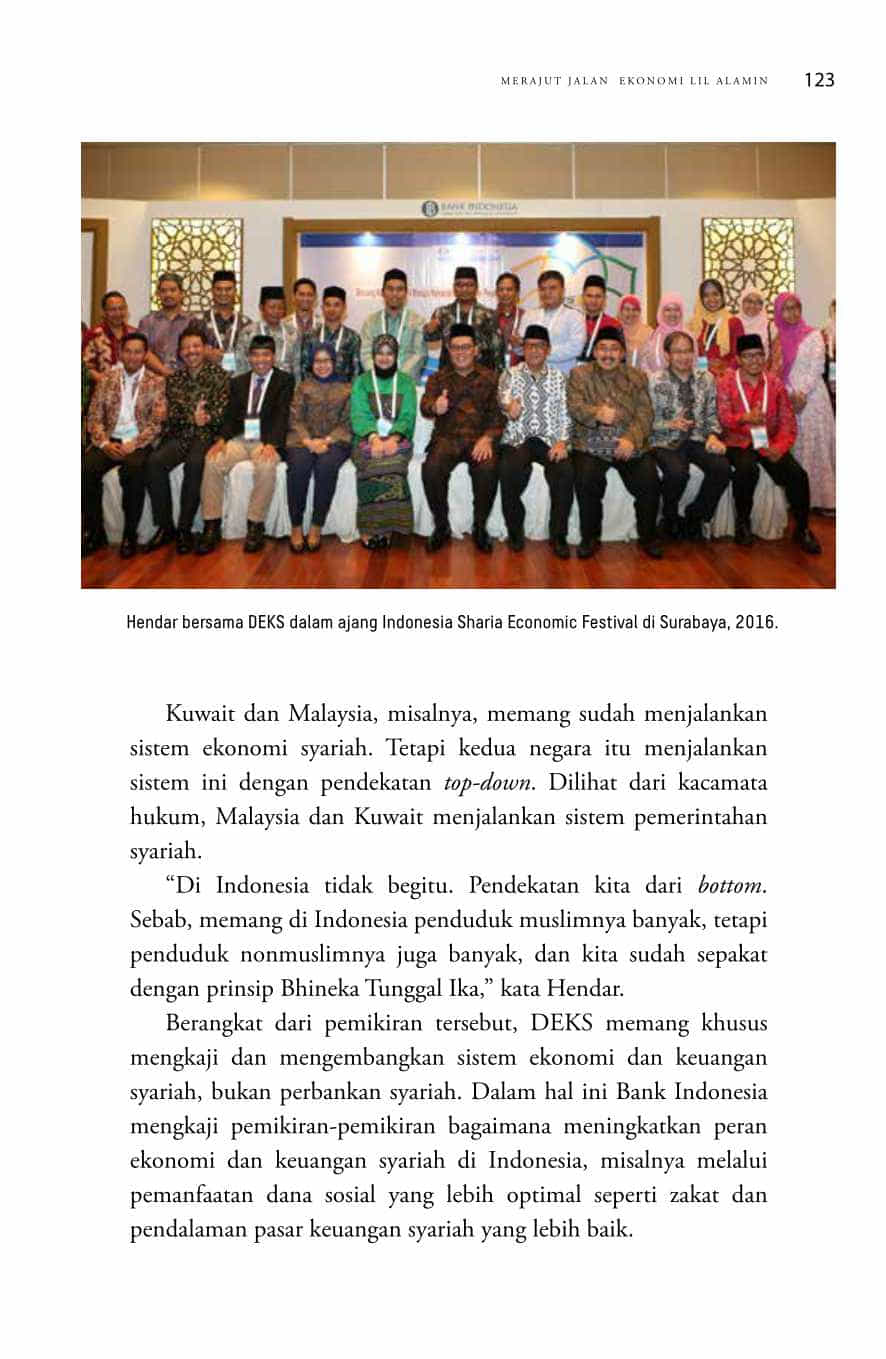 MERAJUT JALAN EKONOMI LIL ALAMIN 123
BANK INDONESIA
Hendar bersama DEKS dalam ajang Indonesia Sharia Economic Festival di Surabaya, 2016.
Kuwait dan Malaysia, misalnya, memang sudah menjalankan
sistem ekonomi syariah. Tetapi kedua negara itu menjalankan
sistem ini dengan pendekatan top-down. Dilihat dari kacamata
hukum, Malaysia dan Kuwait menjalankan sistem pemerintahan
syariah.
“Di Indonesia tidak begitu. Pendekatan kita dari bottom.
Sebab, memang di Indonesia penduduk muslimnya banyak, tetapi
penduduk nonmuslimnya juga banyak, dan kita sudah sepakat
dengan prinsip Bhineka Tunggal Ika,” kata Hendar.
Berangkat dari pemikiran tersebut, DEKS memang khusus
mengkaji dan mengembangkan sistem ekonomi dan keuangan
syariah, bukan perbankan syariah. Dalam hal ini Bank Indonesia
mengkaji pemikiran-pemikiran bagaimana meningkatkan peran
ekonomi dan keuangan syariah di Indonesia, misalnya melalui
pemanfaatan dana sosial yang lebih optimal seperti zakat dan
pendalaman pasar keuangan syariah yang lebih baik.